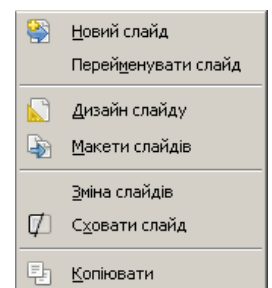 Новий слайд
Перейменувати слайд
Дизайн слайду
Макети слайдів
Зміна слайдів
Сховати слайд
Копіювати